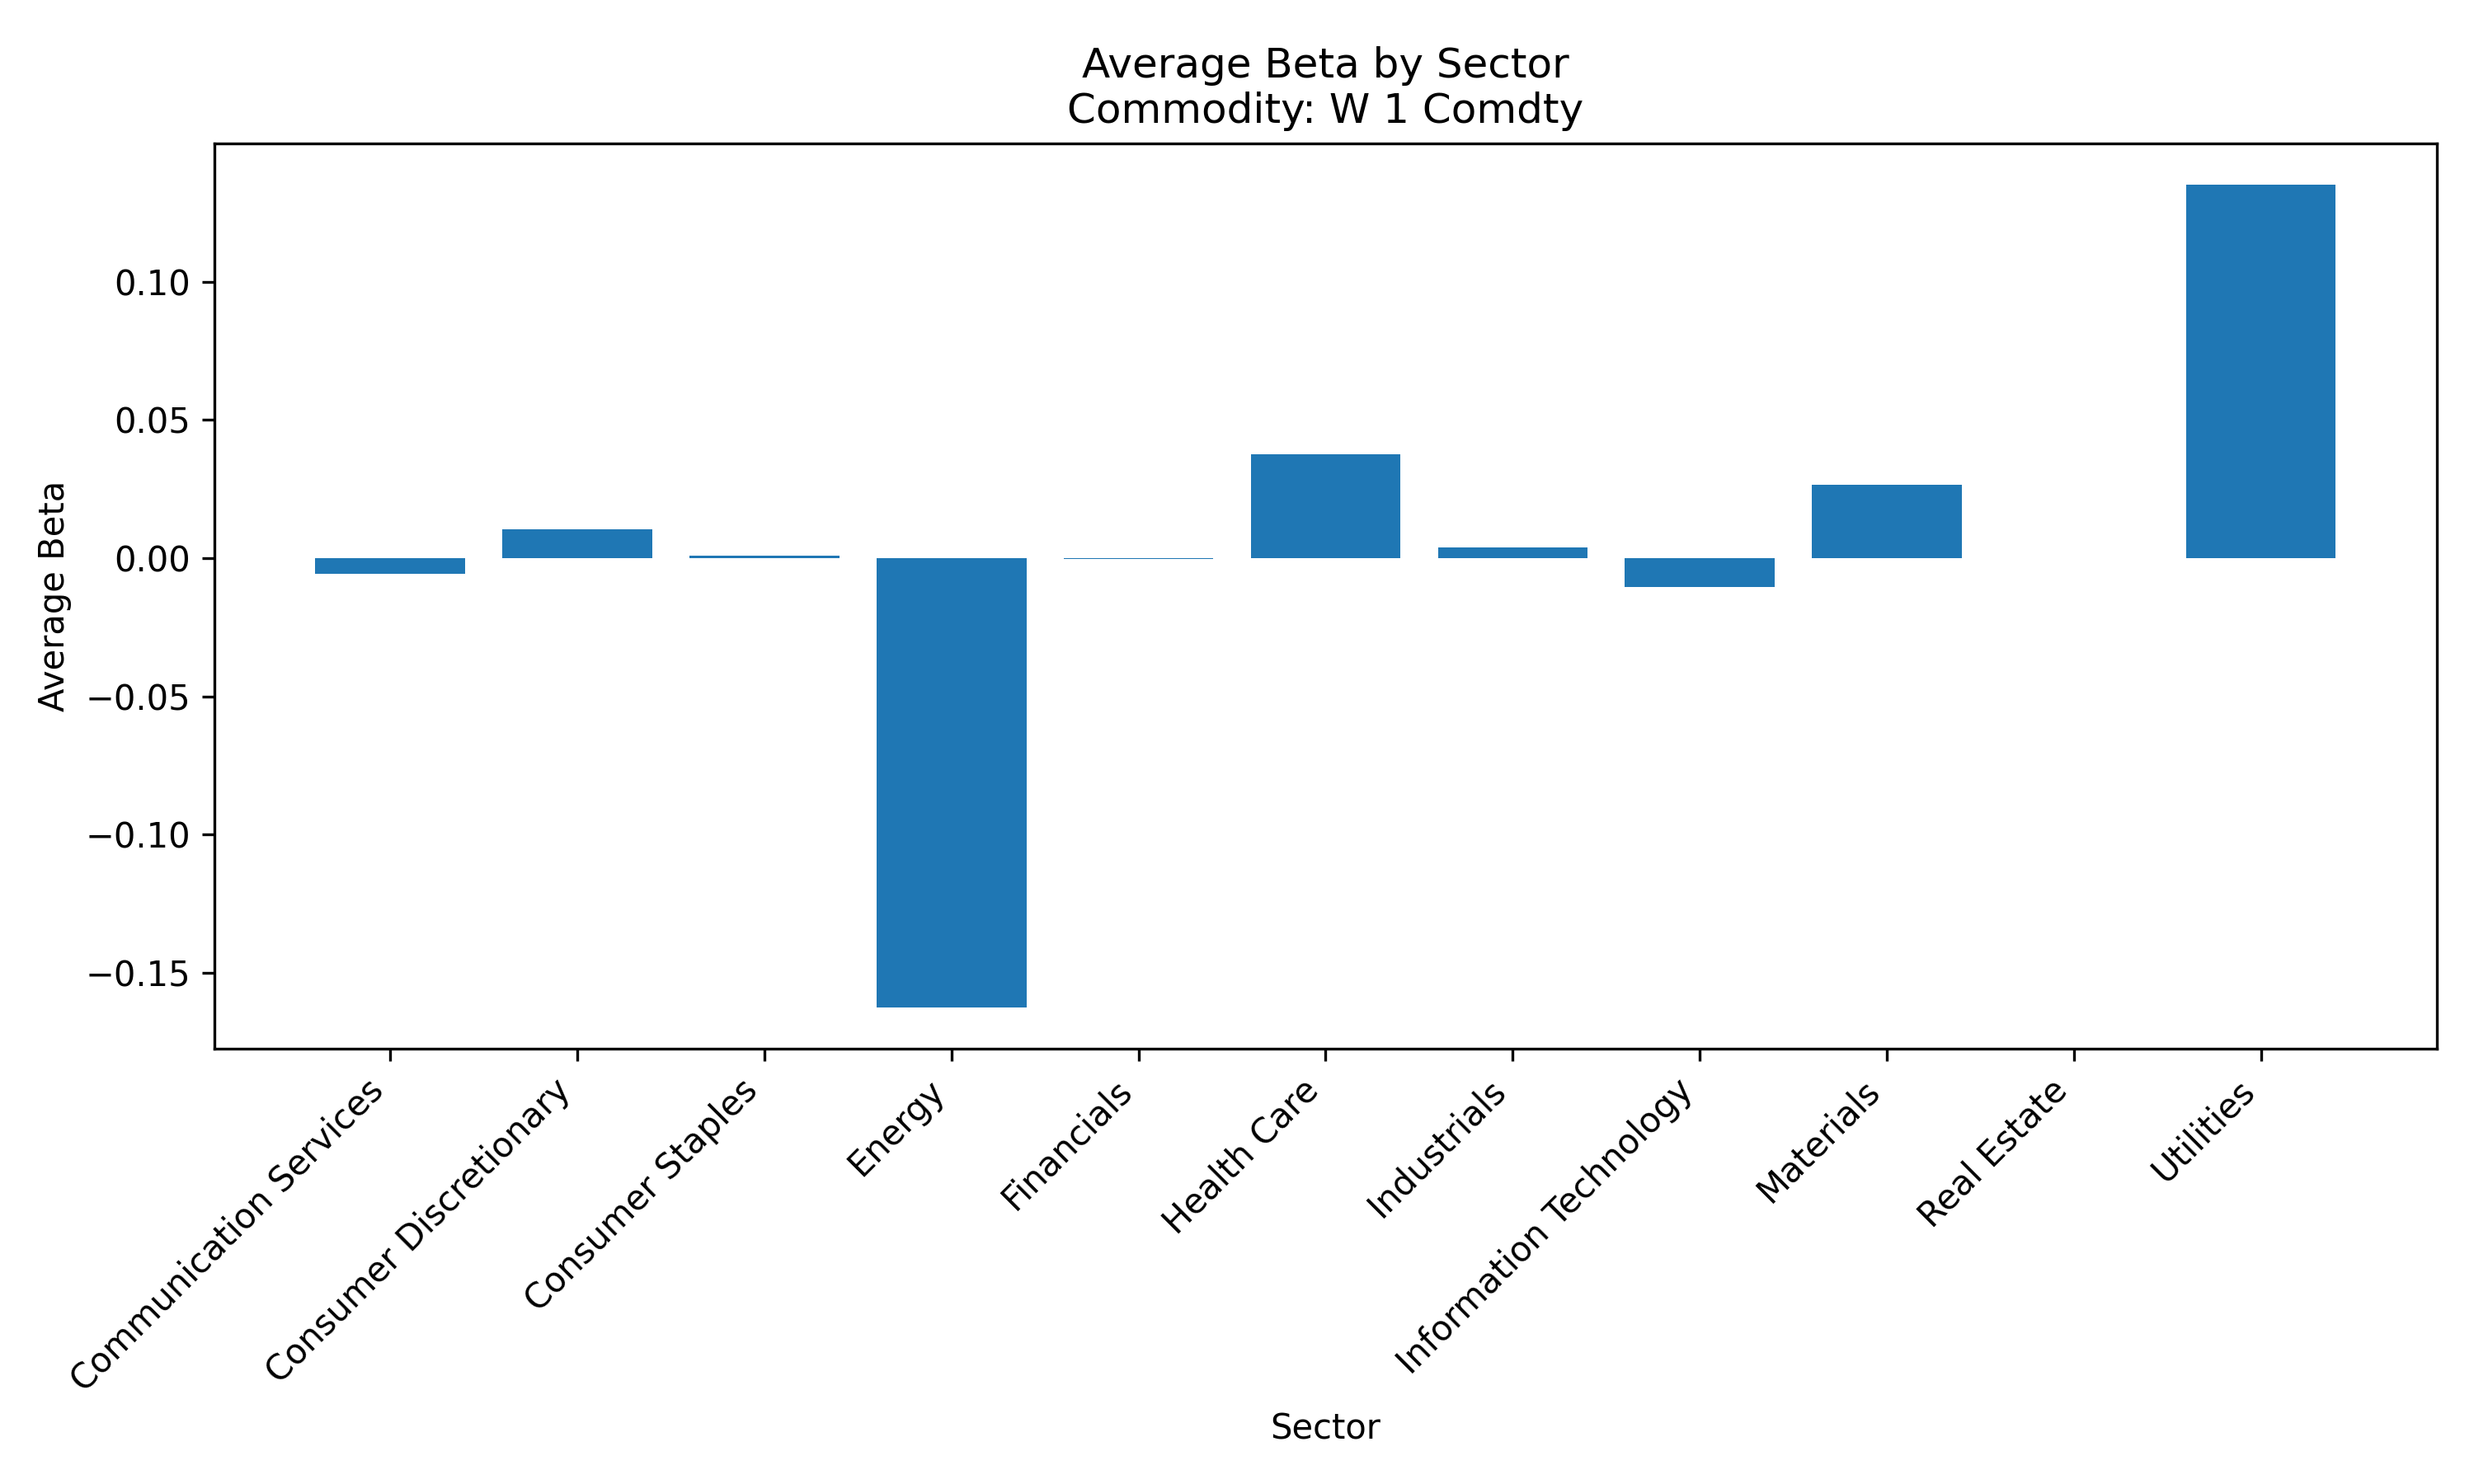 Average Beta by Sector
Commodity: W 1 Comdty
Average Beta
0.10
0.05
0.00
−0.05
−0.10
−0.15
Communication Services
Consumer Discretionary
Consumer Staples
Energy
Financials
Health Care
Industrials
Information Technology
Materials
Real Estate
Utilities
Sector